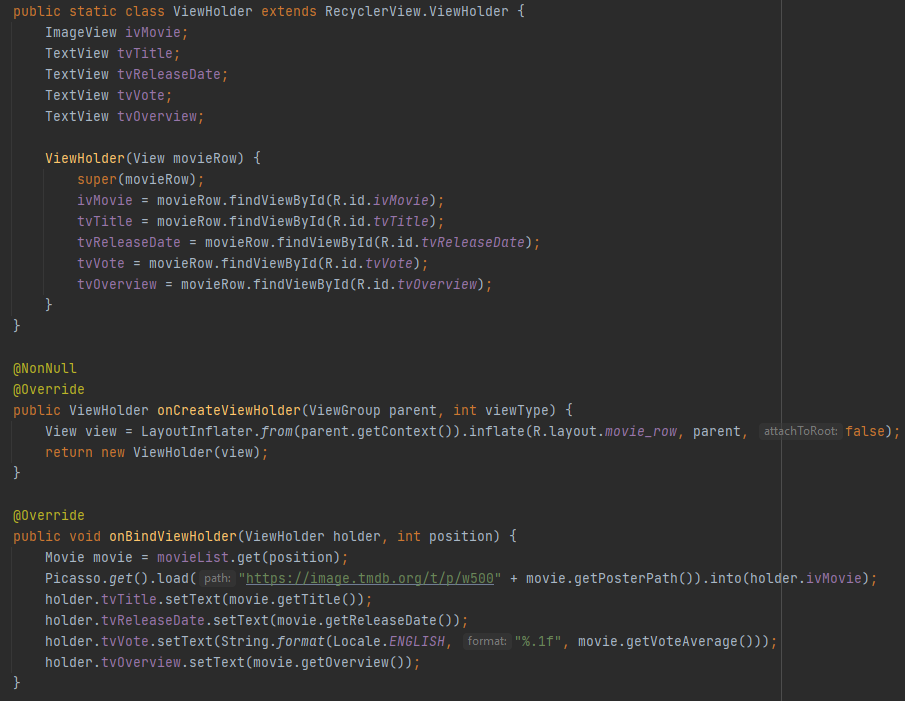 public static class ViewHolder extends RecyclerView.ViewHolder {
    ImageView ivMovie;
    TextView tvTitle;
    TextView tvReleaseDate;
    TextView tvVote;
    TextView tvOverview;

    ViewHolder(View movieRow) {
        super(movieRow);
        ivMovie = movieRow.findViewById(R.id.ivMovie);
        tvTitle = movieRow.findViewById(R.id.tvTitle);
        tvReleaseDate = movieRow.findViewById(R.id.tvReleaseDate);
        tvVote = movieRow.findViewById(R.id.tvVote);
        tvOverview = movieRow.findViewById(R.id.tvOverview);
    }
}

@NonNull
@Override
public ViewHolder onCreateViewHolder(ViewGroup parent, int viewType) {
    View view = LayoutInflater.from(parent.getContext()).inflate(R.layout.movie_row, parent, attachToRoot: false);
    return new ViewHolder(view);
}

@Override
public void onBindViewHolder(ViewHolder holder, int position) {
    Movie movie = movieList.get(position);
    Picasso.get().load( path: "https://image.tmdb.org/t/p/w500" + movie.getPosterPath()).into(holder.ivMovie);
    holder.tvTitle.setText(movie.getTitle());
    holder.tvReleaseDate.setText(movie.getReleaseDate());
    holder.tvVote.setText(String.format(Locale.ENGLISH, format: "%.1f", movie.getVoteAverage()));
    holder.tvOverview.setText(movie.getOverview());
}